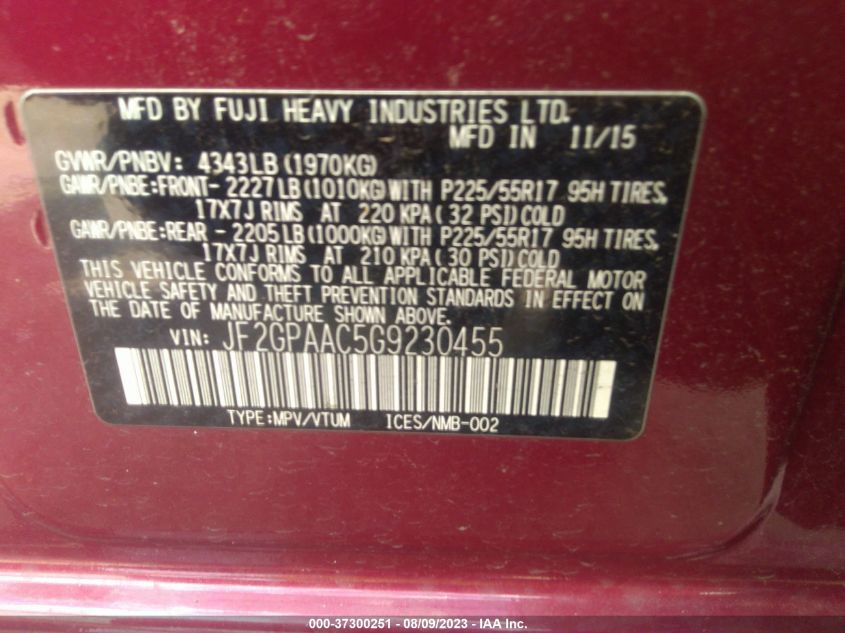 MFD BY FUJI HEAVY INDUSTRIES LTD.
MFD IN 11/15
GVWR/PNBV: 4343LB (1970KG)
GAWR/PNBE:FRONT- 2227LB (1010KG) WITH P225/55R17 95H TIRES,
17X7J RIMS AT 220 KPA ( 32 PSI) COLD
GAWR/PNBE:REAR - 2205LB (1000KG) WITH P225/55R17 95H TIRES,
17X7J RIMS AT 210 KPA ( 30 PSI) COLD
THIS VEHICLE CONFORMS TO ALL APPLICABLE FEDERAL MOTOR
VEHICLE SAFETY AND THEFT PREVENTION STANDARDS IN EFFECT ON
THE DATE OF MANUFACTURE SHOWN ABOVE.
VIN: JF2GPAAC5G9230455
TYPE:MPV/VTUM ICES/NMB-002
000-37300251 - 08/09/2023 - IAA Inc.